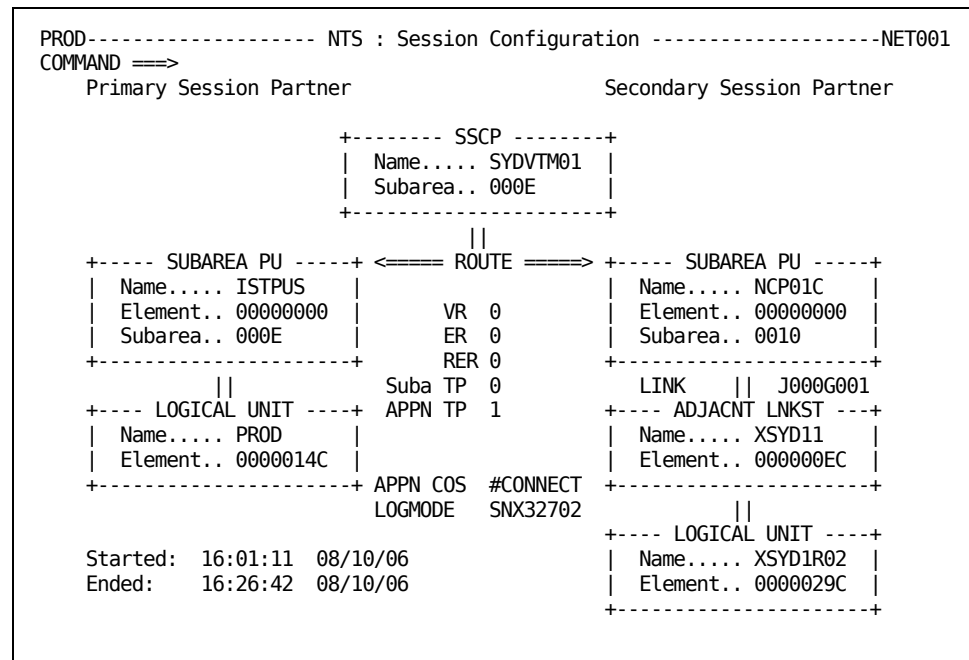 PROD-------------------- NTS : Session Configuration --------------------NET001
COMMAND ===>
    Primary Session Partner                      Secondary Session Partner

                          +-------- SSCP --------+
                          |  Name..... SYDVTM01  |
                          |  Subarea.. 000E      |
                          +----------------------+
                                     ||
    +----- SUBAREA PU -----+ <===== ROUTE =====> +----- SUBAREA PU -----+
    |  Name..... ISTPUS    |                     |  Name..... NCP01C    |
    |  Element.. 00000000  |       VR  0         |  Element.. 00000000  |
    |  Subarea.. 000E      |       ER  0         |  Subarea.. 0010      |
    +----------------------+       RER 0         +----------------------+
               ||             Suba TP  0            LINK    ||  J000G001
    +---- LOGICAL UNIT ----+  APPN TP  1         +---- ADJACNT LNKST ---+
    |  Name..... PROD      |                     |  Name..... XSYD11    |
    |  Element.. 0000014C  |                     |  Element.. 000000EC  |
    +----------------------+ APPN COS  #CONNECT  +----------------------+
                             LOGMODE   SNX32702             ||
                                                 +---- LOGICAL UNIT ----+
    Started:  16:01:11  08/10/06                 |  Name..... XSYD1R02  |
    Ended:    16:26:42  08/10/06                 |  Element.. 0000029C  |
                                                 +----------------------+